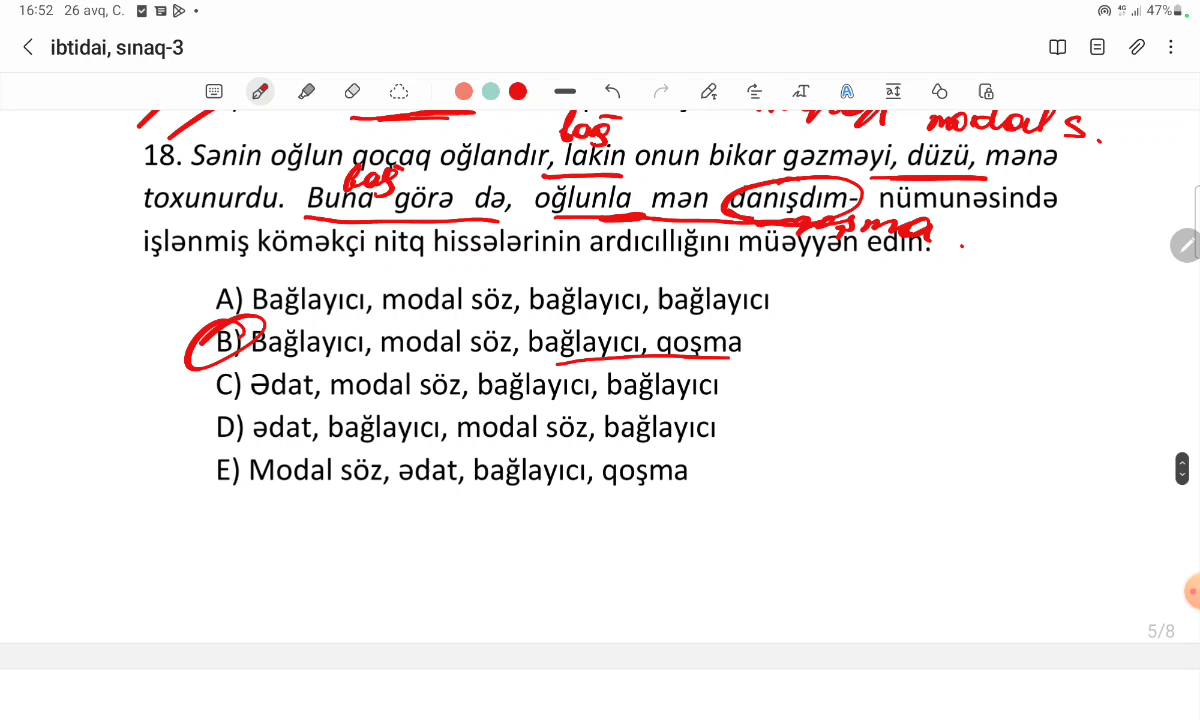 16:52 26 avq, C. 4G 47%
ibtidai, sınaq-3
modal s.
bağ
18. Sənin oğlun qoçaq oğlandır, lakin onun bikar gəzməyi, düzü, mənə
bağ
toxunurdu. Buna görə də, oğlunla mən danışdım- nümunəsində
qoşma
işlənmiş köməkçi nitq hissələrinin ardıcıllığını müəyyən edin.
A) Bağlayıcı, modal söz, bağlayıcı, bağlayıcı
B) Bağlayıcı, modal söz, bağlayıcı, qoşma
C) Ədat, modal söz, bağlayıcı, bağlayıcı
D) ədat, bağlayıcı, modal söz, bağlayıcı
E) Modal söz, ədat, bağlayıcı, qoşma
5/8